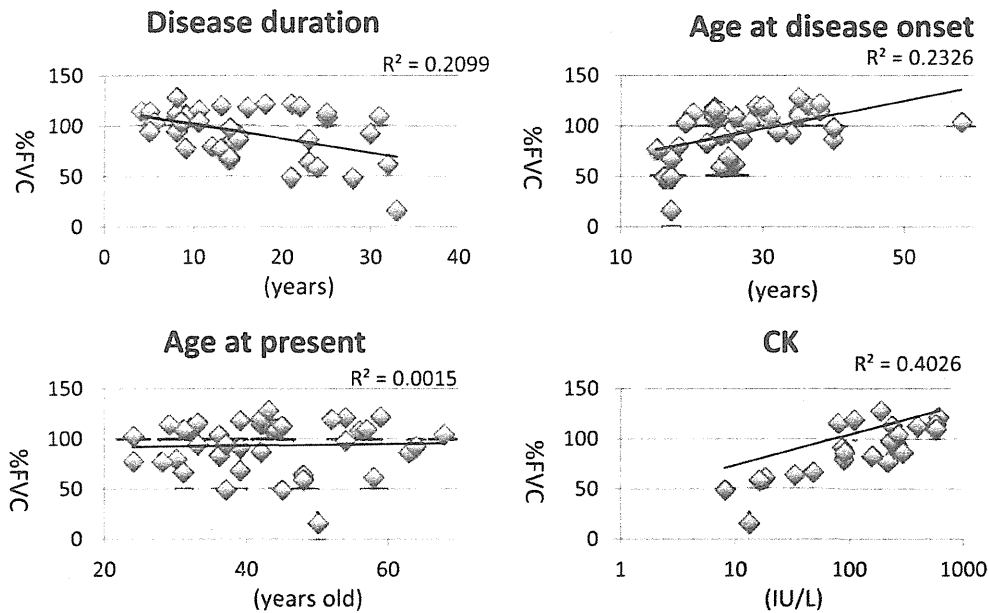 Disease duration
R² = 0.2099
150
100
50
0
%FVC
0
10
20
30
40
(years)
Age at disease onset
R² = 0.2326
150
100
50
0
%FVC
10
30
50
(years)
Age at present
R² = 0.0015
150
100
50
0
%FVC
20
40
60
(years old)
CK
R² = 0.4026
150
100
50
0
%FVC
1
10
100
1000
(IU/L)